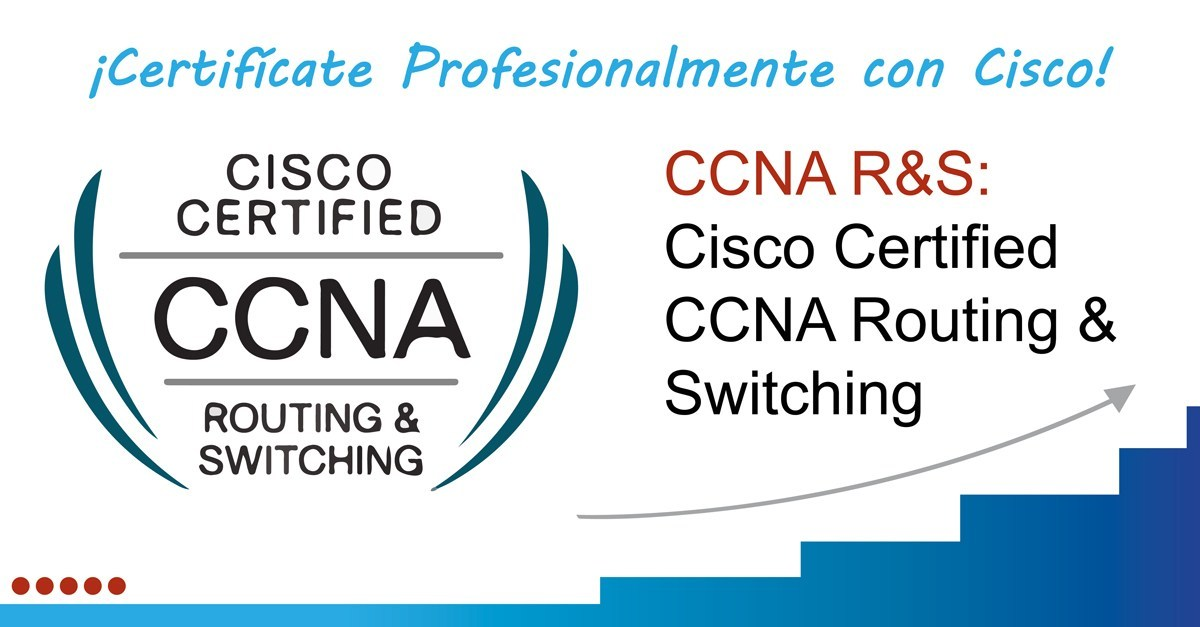 ¡Certifícate Profesionalmente con Cisco!
CISCO
CERTIFIED
CCNA
ROUTING &
SWITCHING
CCNA R&S:
Cisco Certified
CCNA Routing &
Switching